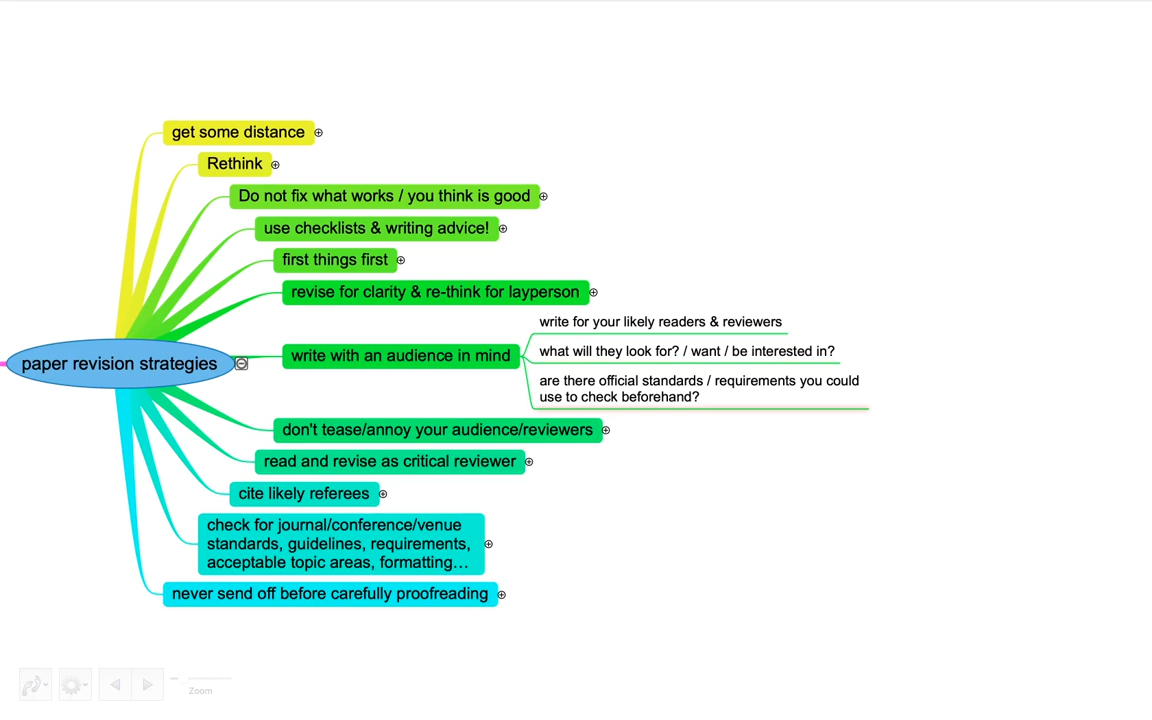 get some distance
Rethink
Do not fix what works / you think is good
use checklists & writing advice!
first things first
revise for clarity & re-think for layperson
write for your likely readers & reviewers
paper revision strategies
write with an audience in mind
what will they look for? / want / be interested in?
are there official standards / requirements you could
use to check beforehand?
don't tease/annoy your audience/reviewers
read and revise as critical reviewer
cite likely referees
check for journal/conference/venue
standards, guidelines, requirements,
acceptable topic areas, formatting...
never send off before carefully proofreading
Zoom